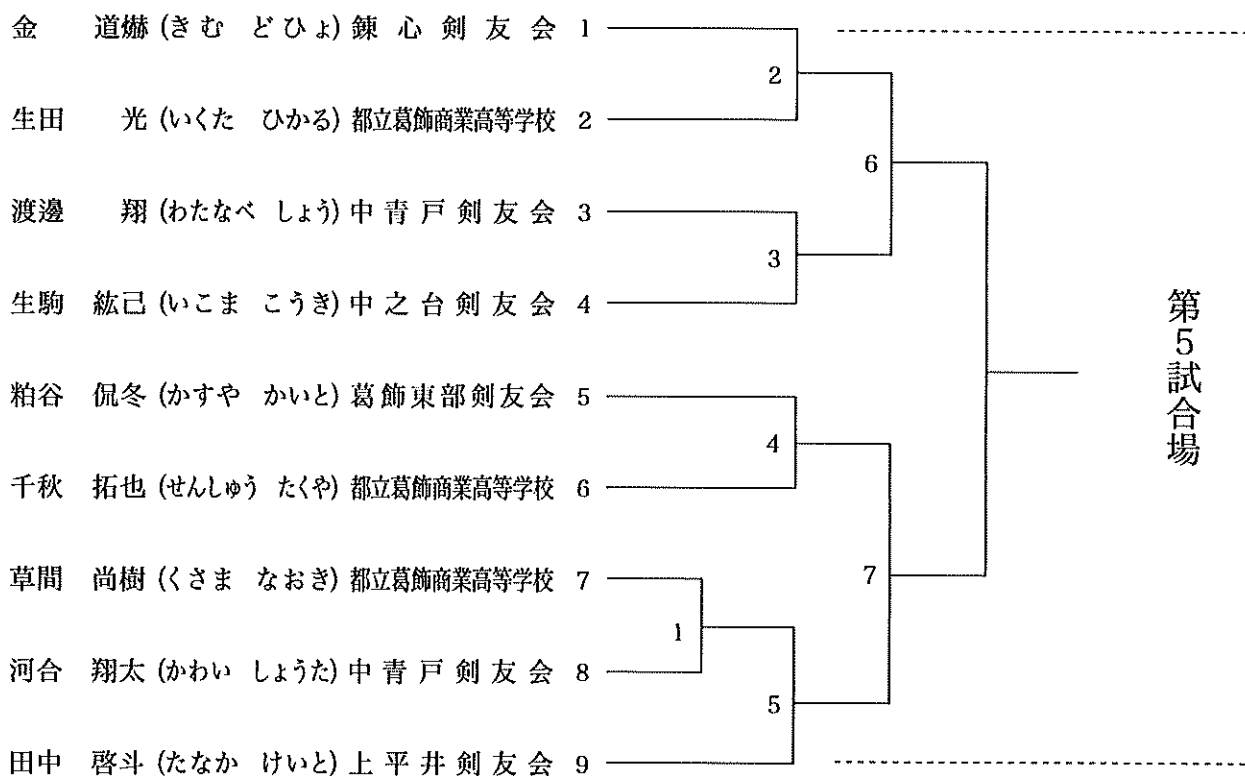 金 道爀 (きむ どひょ) 錬心剣友会 1
生田 光 (いくた ひかる) 都立葛飾商業高等学校 2
渡邊 翔 (わたなべ しょう) 中青戸剣友会 3
生駒 紘己 (いこま こうき) 中之台剣友会 4
粕谷 侃冬 (かすや かいと) 葛飾東部剣友会 5
千秋 拓也 (せんしゅう たくや) 都立葛飾商業高等学校 6
草間 尚樹 (くさま なおき) 都立葛飾商業高等学校 7
河合 翔太 (かわい しょうた) 中青戸剣友会 8
田中 啓斗 (たなか けいと) 上平井剣友会 9
2
3
4
1
5
6
7
第5試合場